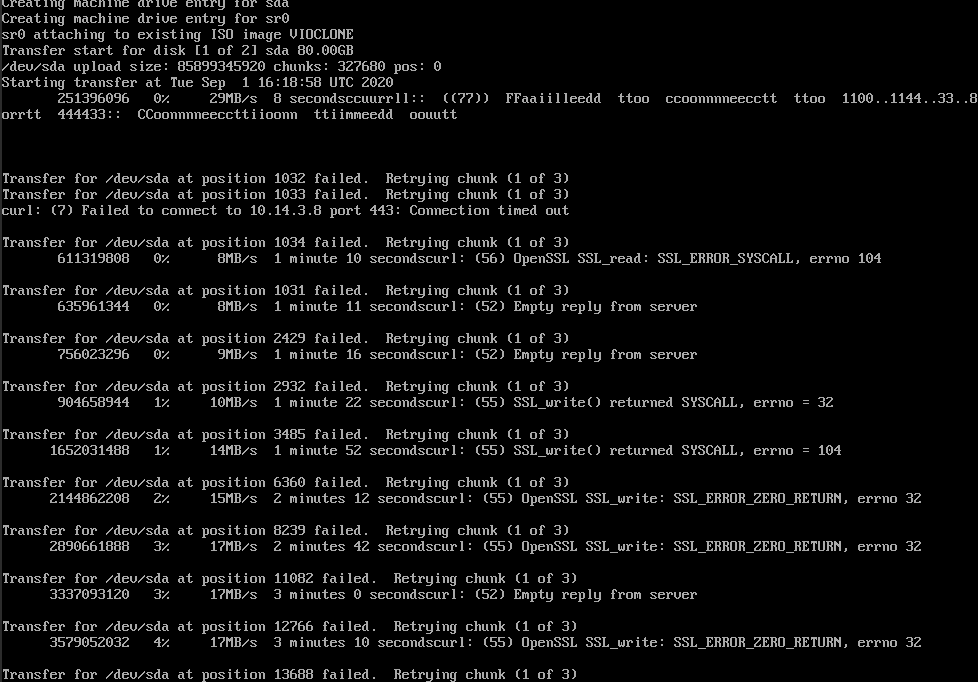 Creating machine drive entry for sda
Creating machine drive entry for sr0
sr0 attaching to existing ISO image VIOCLONE
Transfer start for disk [1 of 2] sda 80.00GB
/dev/sda upload size: 85899345920 chunks: 327680 pos: 0
Starting transfer at Tue Sep  1 16:18:58 UTC 2020
251396096   0%     29MB/s  8 secondsccuurrll::  ((77))  FFaaiilleedd  ttoo  ccoonnnneecctt  ttoo  1100..1144..33..8
orrtt  444433::  CCoonnnneeccttiioonn  ttiimmeedd  oouutt
Transfer for /dev/sda at position 1032 failed.  Retrying chunk (1 of 3)
Transfer for /dev/sda at position 1033 failed.  Retrying chunk (1 of 3)
curl: (7) Failed to connect to 10.14.3.8 port 443: Connection timed out
Transfer for /dev/sda at position 1034 failed.  Retrying chunk (1 of 3)
611319808   0%      8MB/s  1 minute 10 secondscurl: (56) OpenSSL SSL_read: SSL_ERROR_SYSCALL, errno 104
Transfer for /dev/sda at position 1031 failed.  Retrying chunk (1 of 3)
635961344   0%      8MB/s  1 minute 11 secondscurl: (52) Empty reply from server
Transfer for /dev/sda at position 2429 failed.  Retrying chunk (1 of 3)
756023296   0%      9MB/s  1 minute 16 secondscurl: (52) Empty reply from server
Transfer for /dev/sda at position 2932 failed.  Retrying chunk (1 of 3)
904658944   1%     10MB/s  1 minute 22 secondscurl: (55) SSL_write() returned SYSCALL, errno = 32
Transfer for /dev/sda at position 3485 failed.  Retrying chunk (1 of 3)
1652031488   1%     14MB/s  1 minute 52 secondscurl: (55) SSL_write() returned SYSCALL, errno = 104
Transfer for /dev/sda at position 6360 failed.  Retrying chunk (1 of 3)
2144862208   2%     15MB/s  2 minutes 12 secondscurl: (55) OpenSSL SSL_write: SSL_ERROR_ZERO_RETURN, errno 32
Transfer for /dev/sda at position 8239 failed.  Retrying chunk (1 of 3)
2890661888   3%     17MB/s  2 minutes 42 secondscurl: (55) OpenSSL SSL_write: SSL_ERROR_ZERO_RETURN, errno 32
Transfer for /dev/sda at position 11082 failed.  Retrying chunk (1 of 3)
3337093120   3%     17MB/s  3 minutes 0 secondscurl: (52) Empty reply from server
Transfer for /dev/sda at position 12766 failed.  Retrying chunk (1 of 3)
3579052032   4%     17MB/s  3 minutes 10 secondscurl: (55) OpenSSL SSL_write: SSL_ERROR_ZERO_RETURN, errno 32
Transfer for /dev/sda at position 13688 failed.  Retrying chunk (1 of 3)